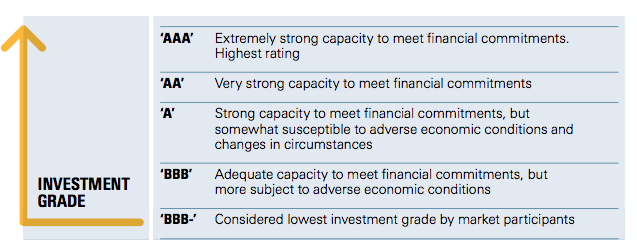 ‘AAA’ Extremely strong capacity to meet financial commitments.
Highest rating
‘AA’ Very strong capacity to meet financial commitments
‘A’ Strong capacity to meet financial commitments, but
somewhat susceptible to adverse economic conditions and
changes in circumstances
‘BBB’ Adequate capacity to meet financial commitments, but
more subject to adverse economic conditions
‘BBB-’ Considered lowest investment grade by market participants
INVESTMENT
GRADE